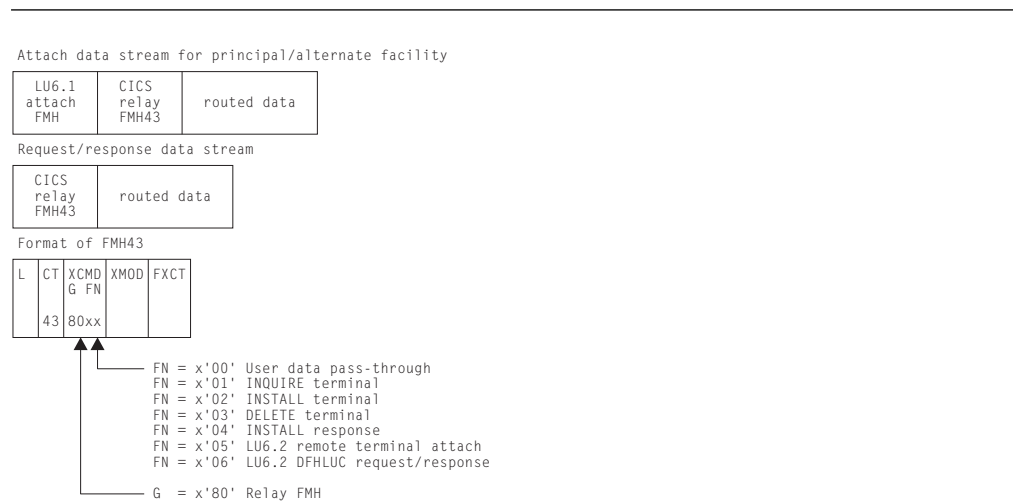 Attach data stream for principal/alternate facility
LU6.1 attach FMH
CICS relay FMH43
routed data
Request/response data stream
CICS relay FMH43
routed data
Format of FMH43
L CT XCMD XMOD FXCT
G FN
43 80xx
FN = x'00' User data pass-through
FN = x'01' INQUIRE terminal
FN = x'02' INSTALL terminal
FN = x'03' DELETE terminal
FN = x'04' INSTALL response
FN = x'05' LU6.2 remote terminal attach
FN = x'06' LU6.2 DFHLUC request/response
G = x'80' Relay FMH